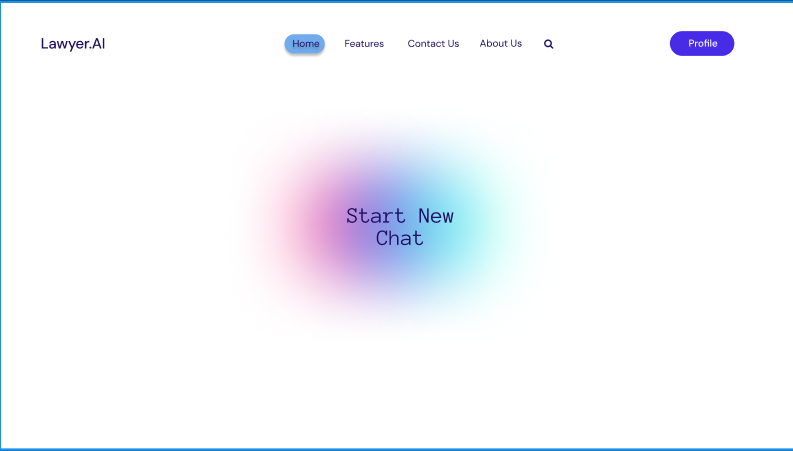 Lawyer.AI
Home
Features
Contact Us
About Us
Profile
Start New
Chat